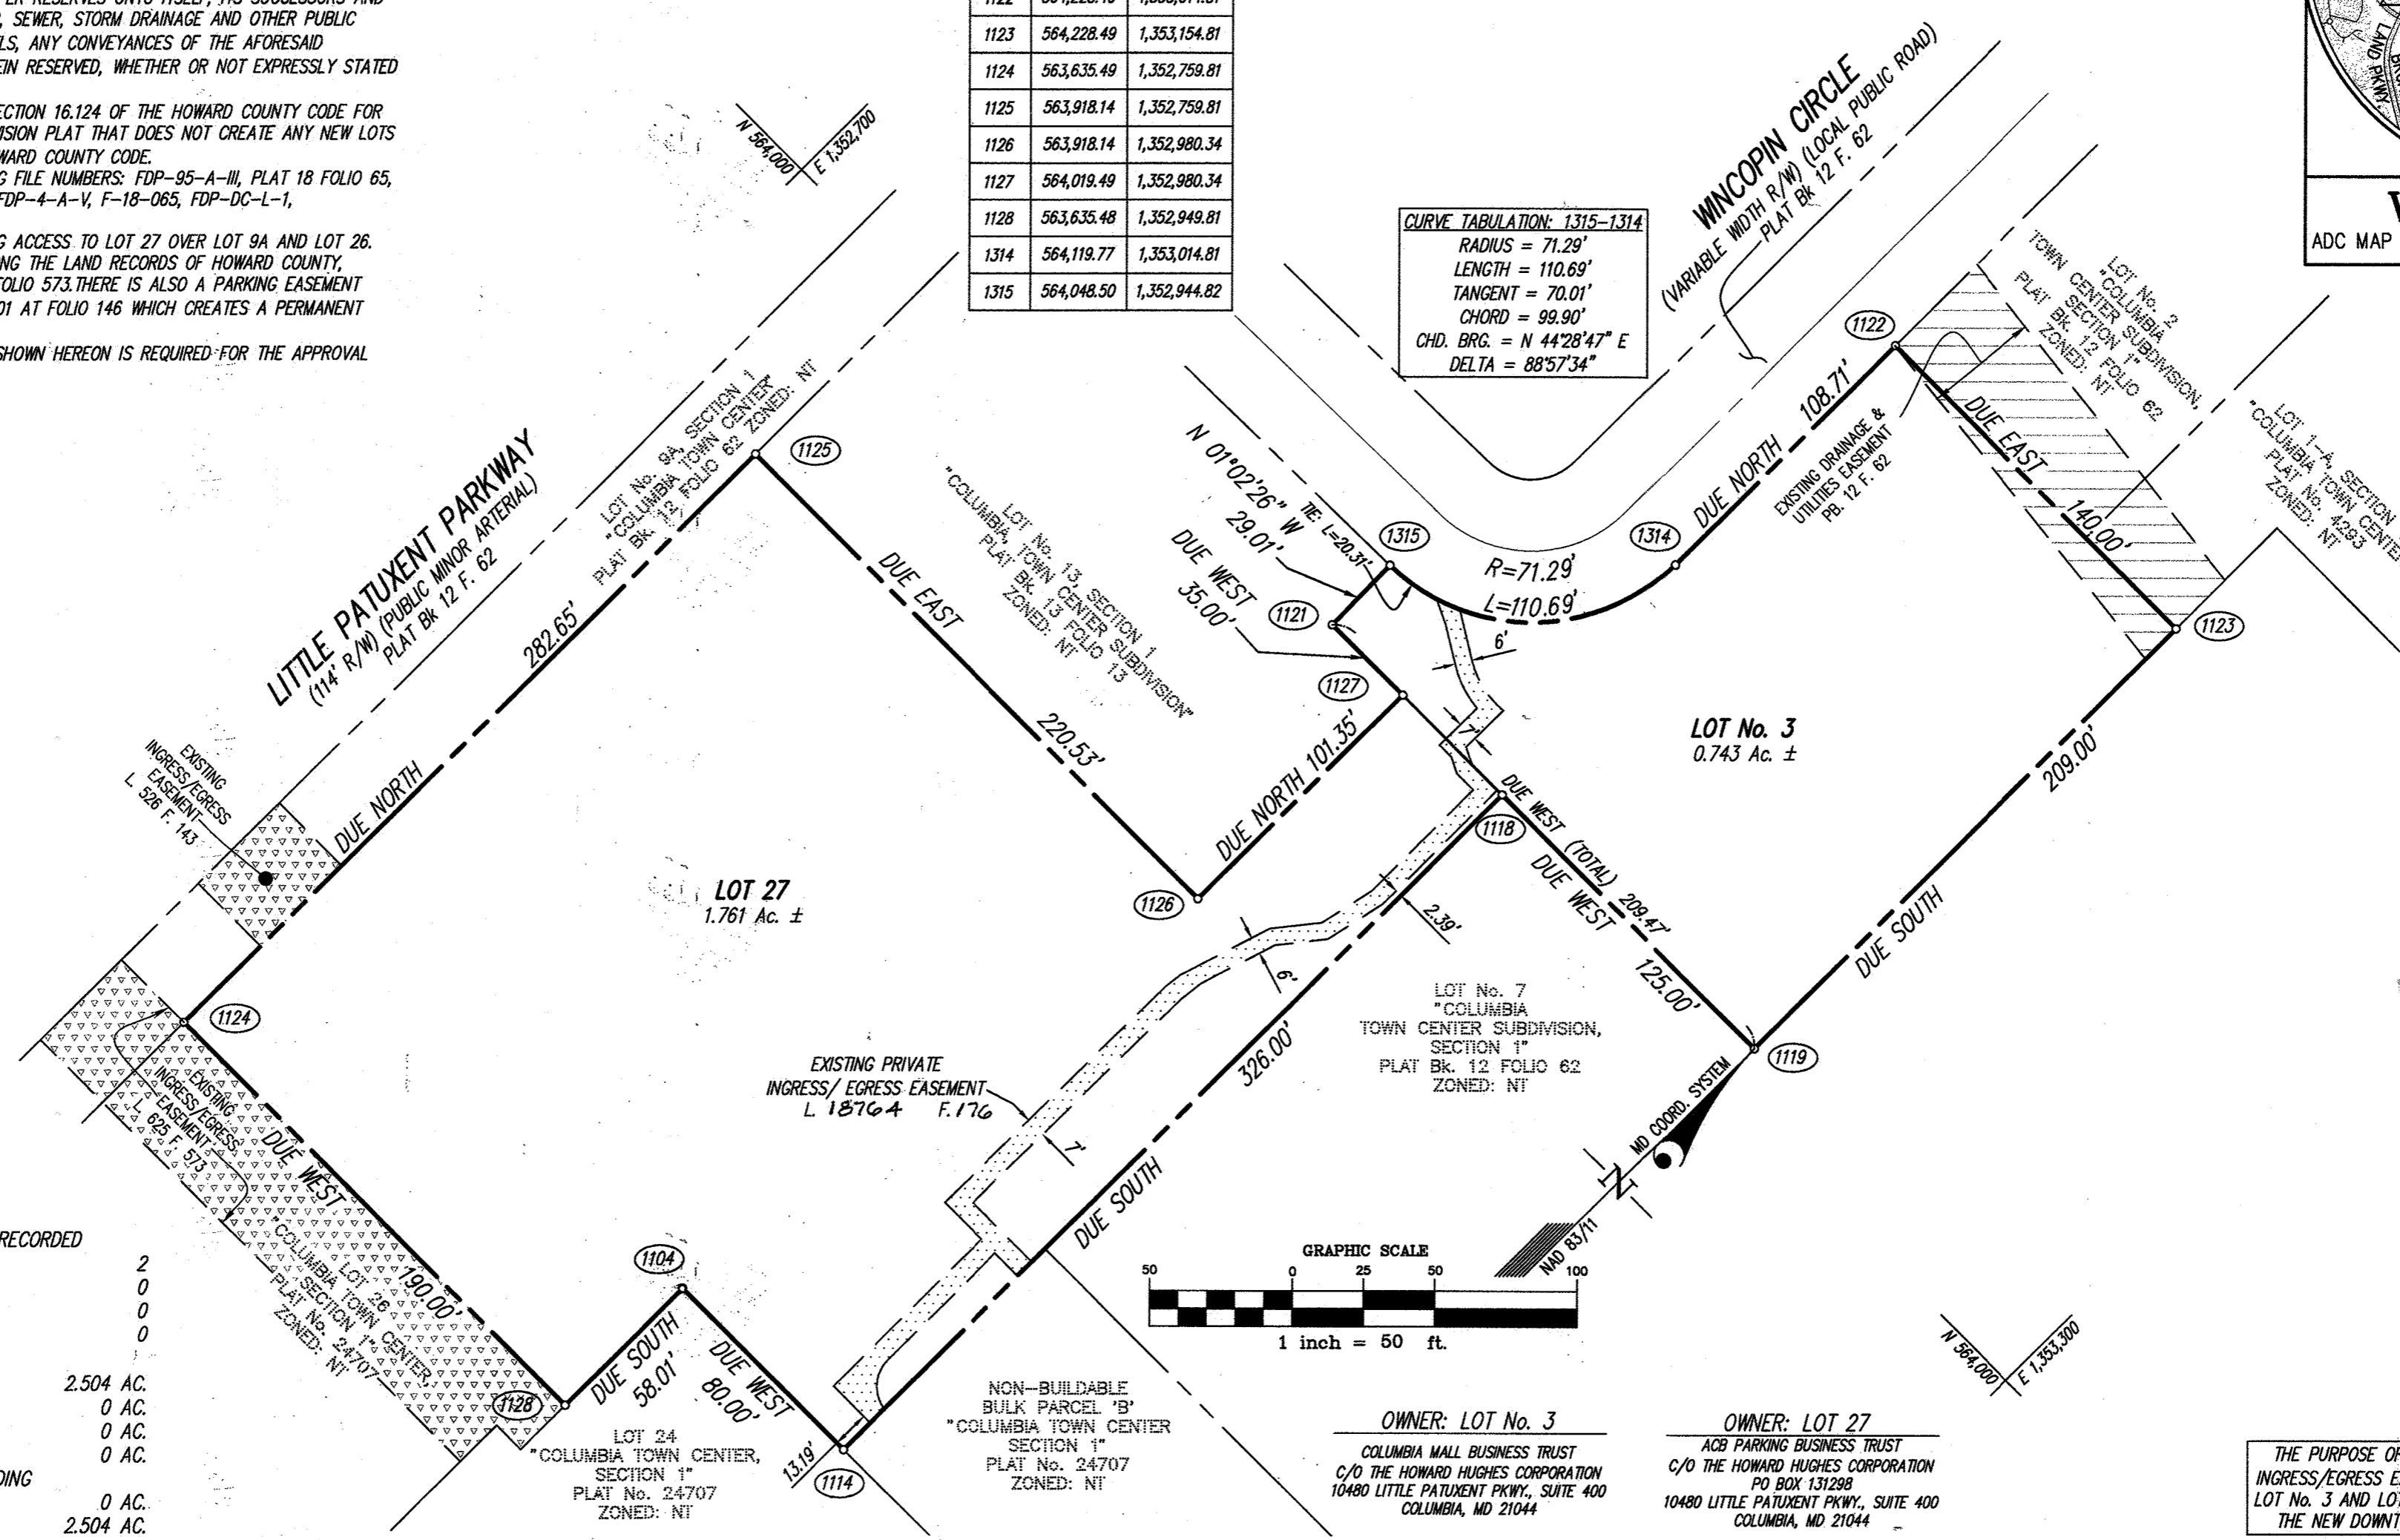 , SEWER, STORM DRAINAGE AND OTHER PUBLIC
LS, ANY CONVEYANCES OF THE AFORESAID
EIN RESERVED, WHETHER OR NOT EXPRESSLY STATED
ECTION 16.124 OF THE HOWARD COUNTY CODE FOR
ISION PLAT THAT DOES NOT CREATE ANY NEW LOTS
WARD COUNTY CODE.
G FILE NUMBERS: FDP-95-A-III, PLAT 18 FOLIO 65,
FDP-4-A-V, F-18-065, FDP-DC-L-1,
G ACCESS TO LOT 27 OVER LOT 9A AND LOT 26.
NG THE LAND RECORDS OF HOWARD COUNTY,
OLIO 573. THERE IS ALSO A PARKING EASEMENT
01 AT FOLIO 146 WHICH CREATES A PERMANENT
SHOWN HEREON IS REQUIRED FOR THE APPROVAL
1123 564,228.49 1,353,154.81
1124 563,635.49 1,352,759.81
1125 563,918.14 1,352,759.81
1126 563,918.14 1,352,980.34
1127 564,019.49 1,352,980.34
1128 563,635.48 1,352,949.81
1314 564,119.77 1,353,014.81
1315 564,048.50 1,352,944.82
N 564,000
E 1,352,700
CURVE TABULATION: 1315-1314
RADIUS = 71.29'
LENGTH = 110.69'
TANGENT = 70.01'
CHORD = 99.90'
CHD. BRG. = N 44°28'47" E
DELTA = 88°57'34"
WINCOPIN CIRCLE
(VARIABLE WIDTH R/W) (LOCAL PUBLIC ROAD)
PLAT Bk 12 F. 62
LAND PKWY.
ADC MAP
LOT No. 2
"COLUMBIA
TOWN CENTER SUBDIVISION,
SECTION 1"
PLAT Bk. 12 FOLIO 62
ZONED: NT
LOT 1-A, SECTION
"COLUMBIA TOWN CENTER
PLAT No. 4293
ZONED: NT
1122
108.71'
DUE NORTH
EXISTING DRAINAGE &
UTILITIES EASEMENT
PB. 12 F. 62
DUE EAST
140.00'
1123
LITTLE PATUXENT PARKWAY
(114' R/W) (PUBLIC MINOR ARTERIAL)
PLAT Bk 12 F. 62
LOT No. 9A, SECTION 1
"COLUMBIA TOWN CENTER"
PLAT Bk. 12, FOLIO 62 ZONED: NT
1125
282.65'
DUE NORTH
DUE EAST
220.53'
LOT No. 13, SECTION 1
"COLUMBIA, TOWN CENTER SUBDIVISION"
PLAT Bk. 13 FOLIO 13
ZONED: NT
N 01°02'26" W
29.01'
DUE WEST
35.00'
TIE: L=20.31'
1315
1314
R=71.29'
L=110.69'
1121
6'
1127
7'
LOT No. 3
0.743 Ac. ±
209.00'
DUE SOUTH
DUE NORTH 101.35'
1126
1118
DUE WEST (TOTAL) 209.47'
DUE WEST
125.00'
1119
2.39'
6'
EXISTING
INGRESS/EGRESS
EASEMENT
L. 526 F. 143
LOT 27
1.761 Ac. ±
LOT No. 7
"COLUMBIA
TOWN CENTER SUBDIVISION,
SECTION 1"
PLAT Bk. 12 FOLIO 62
ZONED: NT
1124
EXISTING
INGRESS/EGRESS
EASEMENT
L. 625 F. 573
DUE WEST
190.00'
EXISTING PRIVATE
INGRESS/ EGRESS EASEMENT
L. 18764 F. 176
7'
326.00'
DUE SOUTH
MD COORD. SYSTEM
N
NAD 83/11
LOT 26
"COLUMBIA TOWN CENTER,
SECTION 1"
PLAT No. 24707
ZONED: NT
1128
1104
DUE SOUTH
58.01'
DUE WEST
80.00'
13.19'
1114
LOT 24
"COLUMBIA TOWN CENTER,
SECTION 1"
PLAT No. 24707
ZONED: NT
NON-BUILDABLE
BULK PARCEL 'B'
"COLUMBIA TOWN CENTER
SECTION 1"
PLAT No. 24707
ZONED: NT
GRAPHIC SCALE
50 0 25 50 100
1 inch = 50 ft.
N 564,000
E 1,353,300
RECORDED
2
0
0
0
2.504 AC.
0 AC.
0 AC.
0 AC.
DING
0 AC.
2.504 AC.
OWNER: LOT No. 3
COLUMBIA MALL BUSINESS TRUST
C/O THE HOWARD HUGHES CORPORATION
10480 LITTLE PATUXENT PKWY., SUITE 400
COLUMBIA, MD 21044
OWNER: LOT 27
ACB PARKING BUSINESS TRUST
C/O THE HOWARD HUGHES CORPORATION
PO BOX 131298
10480 LITTLE PATUXENT PKWY., SUITE 400
COLUMBIA, MD 21044
THE PURPOSE OF
INGRESS/EGRESS E
LOT No. 3 AND LO
THE NEW DOWNT